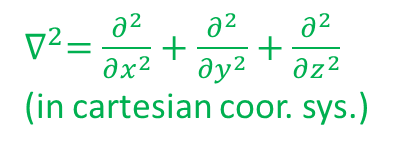 ∇²= ∂²/∂x² + ∂²/∂y² + ∂²/∂z²
(in cartesian coor. sys.)